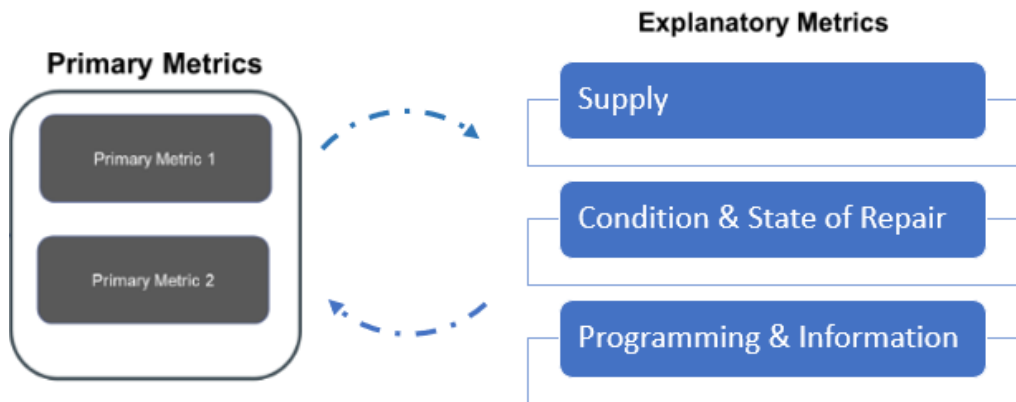 Primary Metrics
Primary Metric 1
Primary Metric 2
Explanatory Metrics
Supply
Condition & State of Repair
Programming & Information